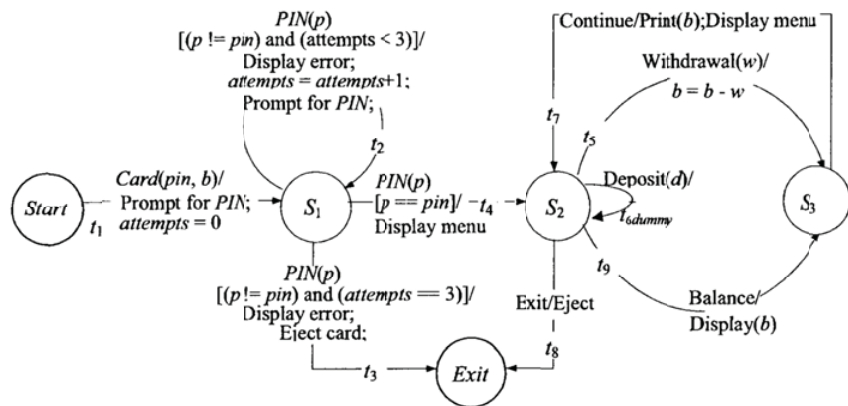 PIN(p)
[(p != pin) and (attempts < 3)]/
Display error;
attempts = attempts+1;
Prompt for PIN;
t2
Continue/Print(b);Display menu
Withdrawal(w)/
b = b - w
t7
t5
Card(pin, b)/
Prompt for PIN;
attempts = 0
Start
t1
S1
PIN(p)
[p == pin]/
t4
Display menu
S2
Deposit(d)/
t6dummy
S3
t9
PIN(p)
[(p != pin) and (attempts == 3)]/
Display error;
Eject card;
Exit/Eject
Balance/
Display(b)
t3
Exit
t8